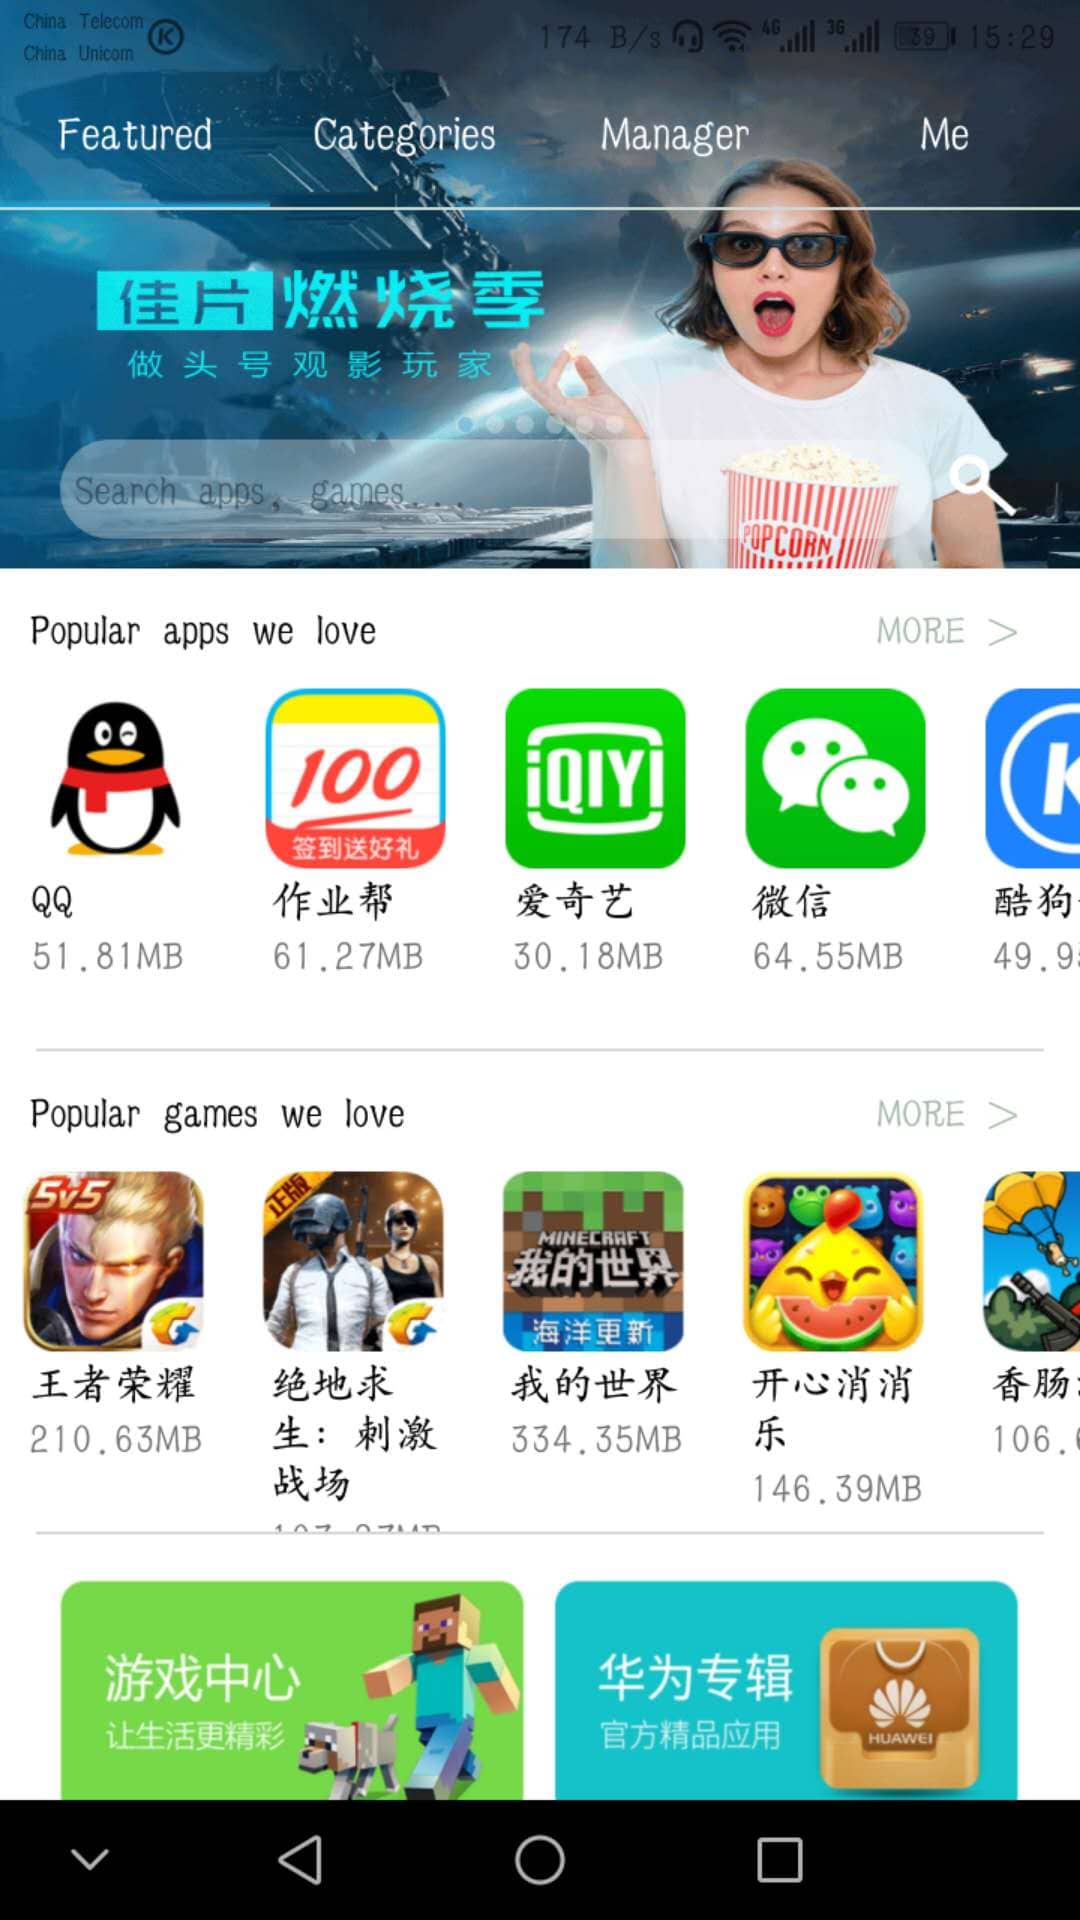 China Telecom
China Unicom
K
174 B/s 4G 3G 39 15:29
Featured Categories Manager Me
佳片燃烧季
做头号观影玩家
Search apps, games...
POPCORN
Popular apps we love MORE >
100
签到送好礼
iQIYI
K
QQ 作业帮 爱奇艺 微信 酷狗
51.81MB 61.27MB 30.18MB 64.55MB 49.9
Popular games we love MORE >
5v5
正版
MINECRAFT
我的世界
海洋更新
王者荣耀 绝地求生：刺激战场 我的世界 开心消消乐 香肠
210.63MB 334.35MB 146.39MB 106.6
游戏中心
让生活更精彩
华为专辑
官方精品应用
HUAWEI